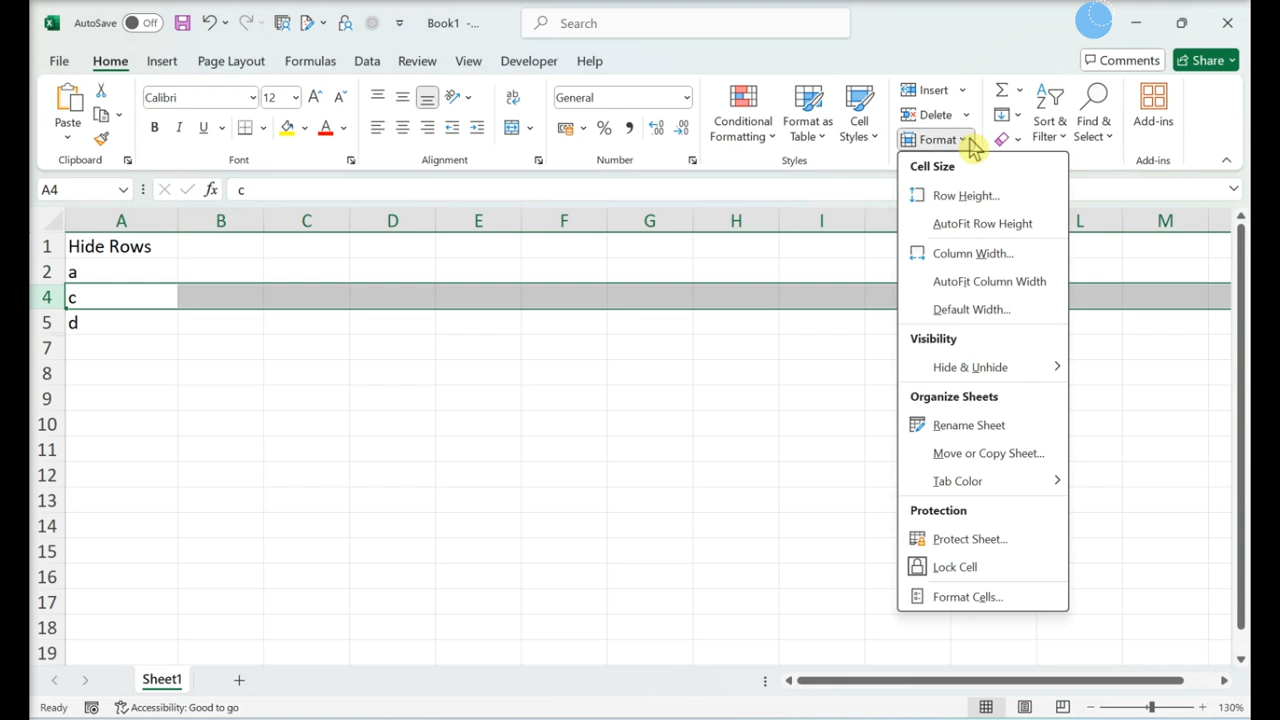 AutoSave Off Book1 -... Search
File Home Insert Page Layout Formulas Data Review View Developer Help Comments Share
Paste Calibri 12 B I U A General % Conditional Formatting Format as Table Cell Styles Insert Delete Format Sort & Filter Find & Select Add-ins
Clipboard Font Alignment Number Styles Add-ins
A4 fx c
A B C D E F G H I L M
1 Hide Rows
2 a
4 c
5 d
7
8
9
10
11
12
13
14
15
16
17
18
19
Cell Size
Row Height...
AutoFit Row Height
Column Width...
AutoFit Column Width
Default Width...
Visibility
Hide & Unhide
Organize Sheets
Rename Sheet
Move or Copy Sheet...
Tab Color
Protection
Protect Sheet...
Lock Cell
Format Cells...
Sheet1
Ready Accessibility: Good to go 130%